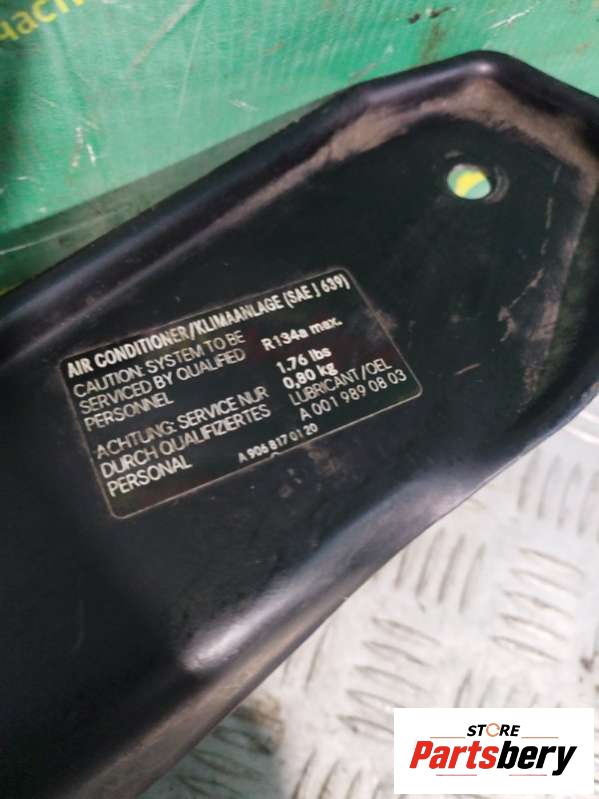 части
AIR CONDITIONER/KLIMAANLAGE (SAE J 639)
CAUTION: SYSTEM TO BE
SERVICED BY QUALIFIED
PERSONNEL
R134a max.
1,76 lbs
0,80 kg
ACHTUNG: SERVICE NUR
DURCH QUALIFIZIERTES
PERSONAL
LUBRICANT/OEL
A 001 989 08 03
A 906 817 01 20
STORE
Partsbery